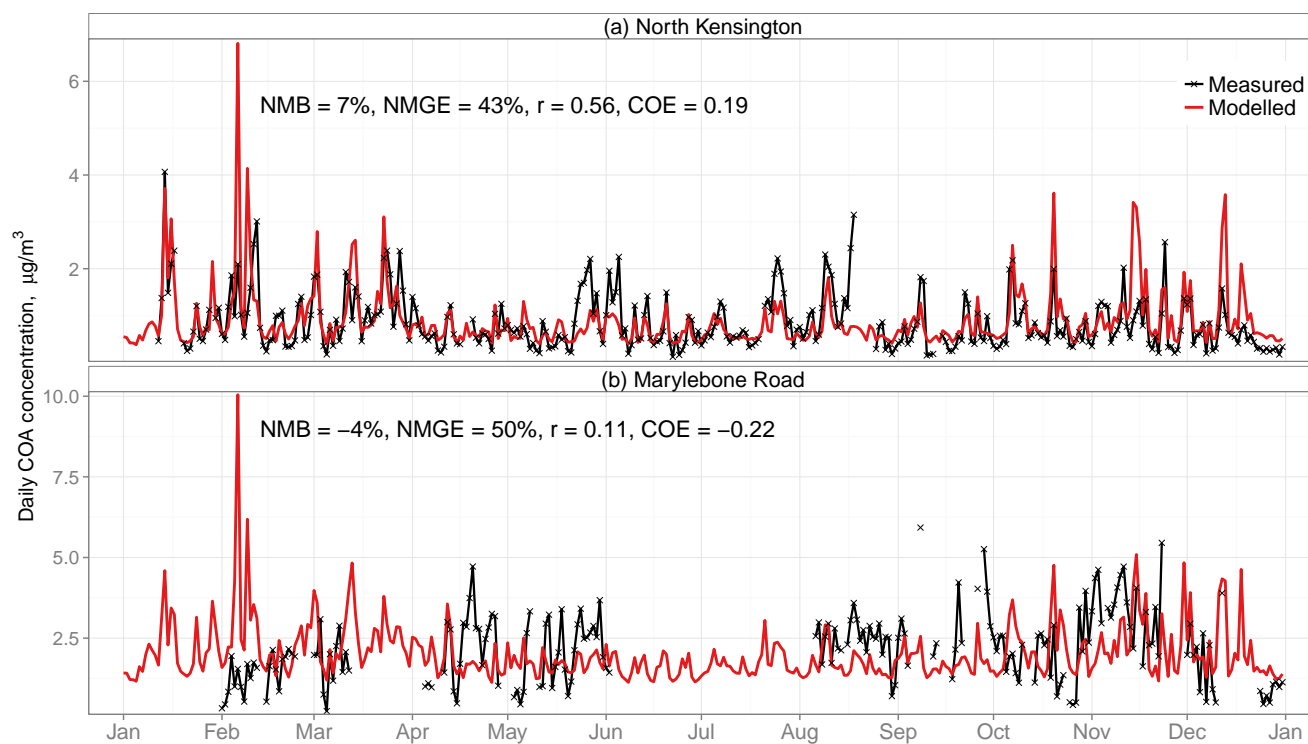 (a) North Kensington
6
4
2
NMB = 7%, NMGE = 43%, r = 0.56, COE = 0.19
Measured
Modelled
Daily COA concentration, μg/m³
(b) Marylebone Road
10.0
7.5
5.0
2.5
NMB = −4%, NMGE = 50%, r = 0.11, COE = −0.22
Jan Feb Mar Apr May Jun Jul Aug Sep Oct Nov Dec Jan